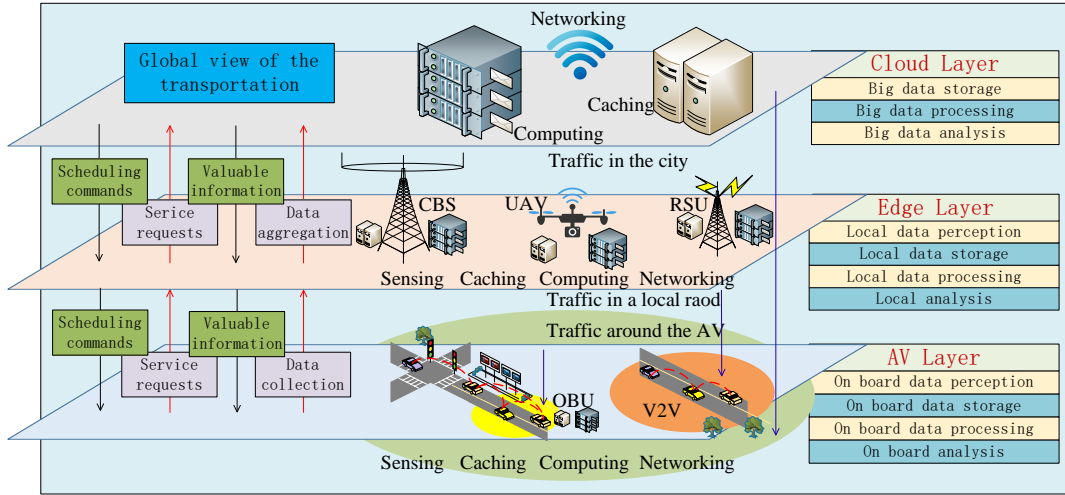 Networking
Global view of the
transportation
Caching
Computing
Cloud Layer
Big data storage
Big data processing
Big data analysis
Traffic in the city
Scheduling
commands
Valuable
information
Serice
requests
Data
aggregation
CBS
UAV
RSU
Sensing Caching Computing Networking
Edge Layer
Local data perception
Local data storage
Local data processing
Local analysis
Traffic in a local raod
Traffic around the AV
Scheduling
commands
Valuable
information
Service
requests
Data
collection
OBU
V2V
Sensing Caching Computing Networking
AV Layer
On board data perception
On board data storage
On board data processing
On board analysis